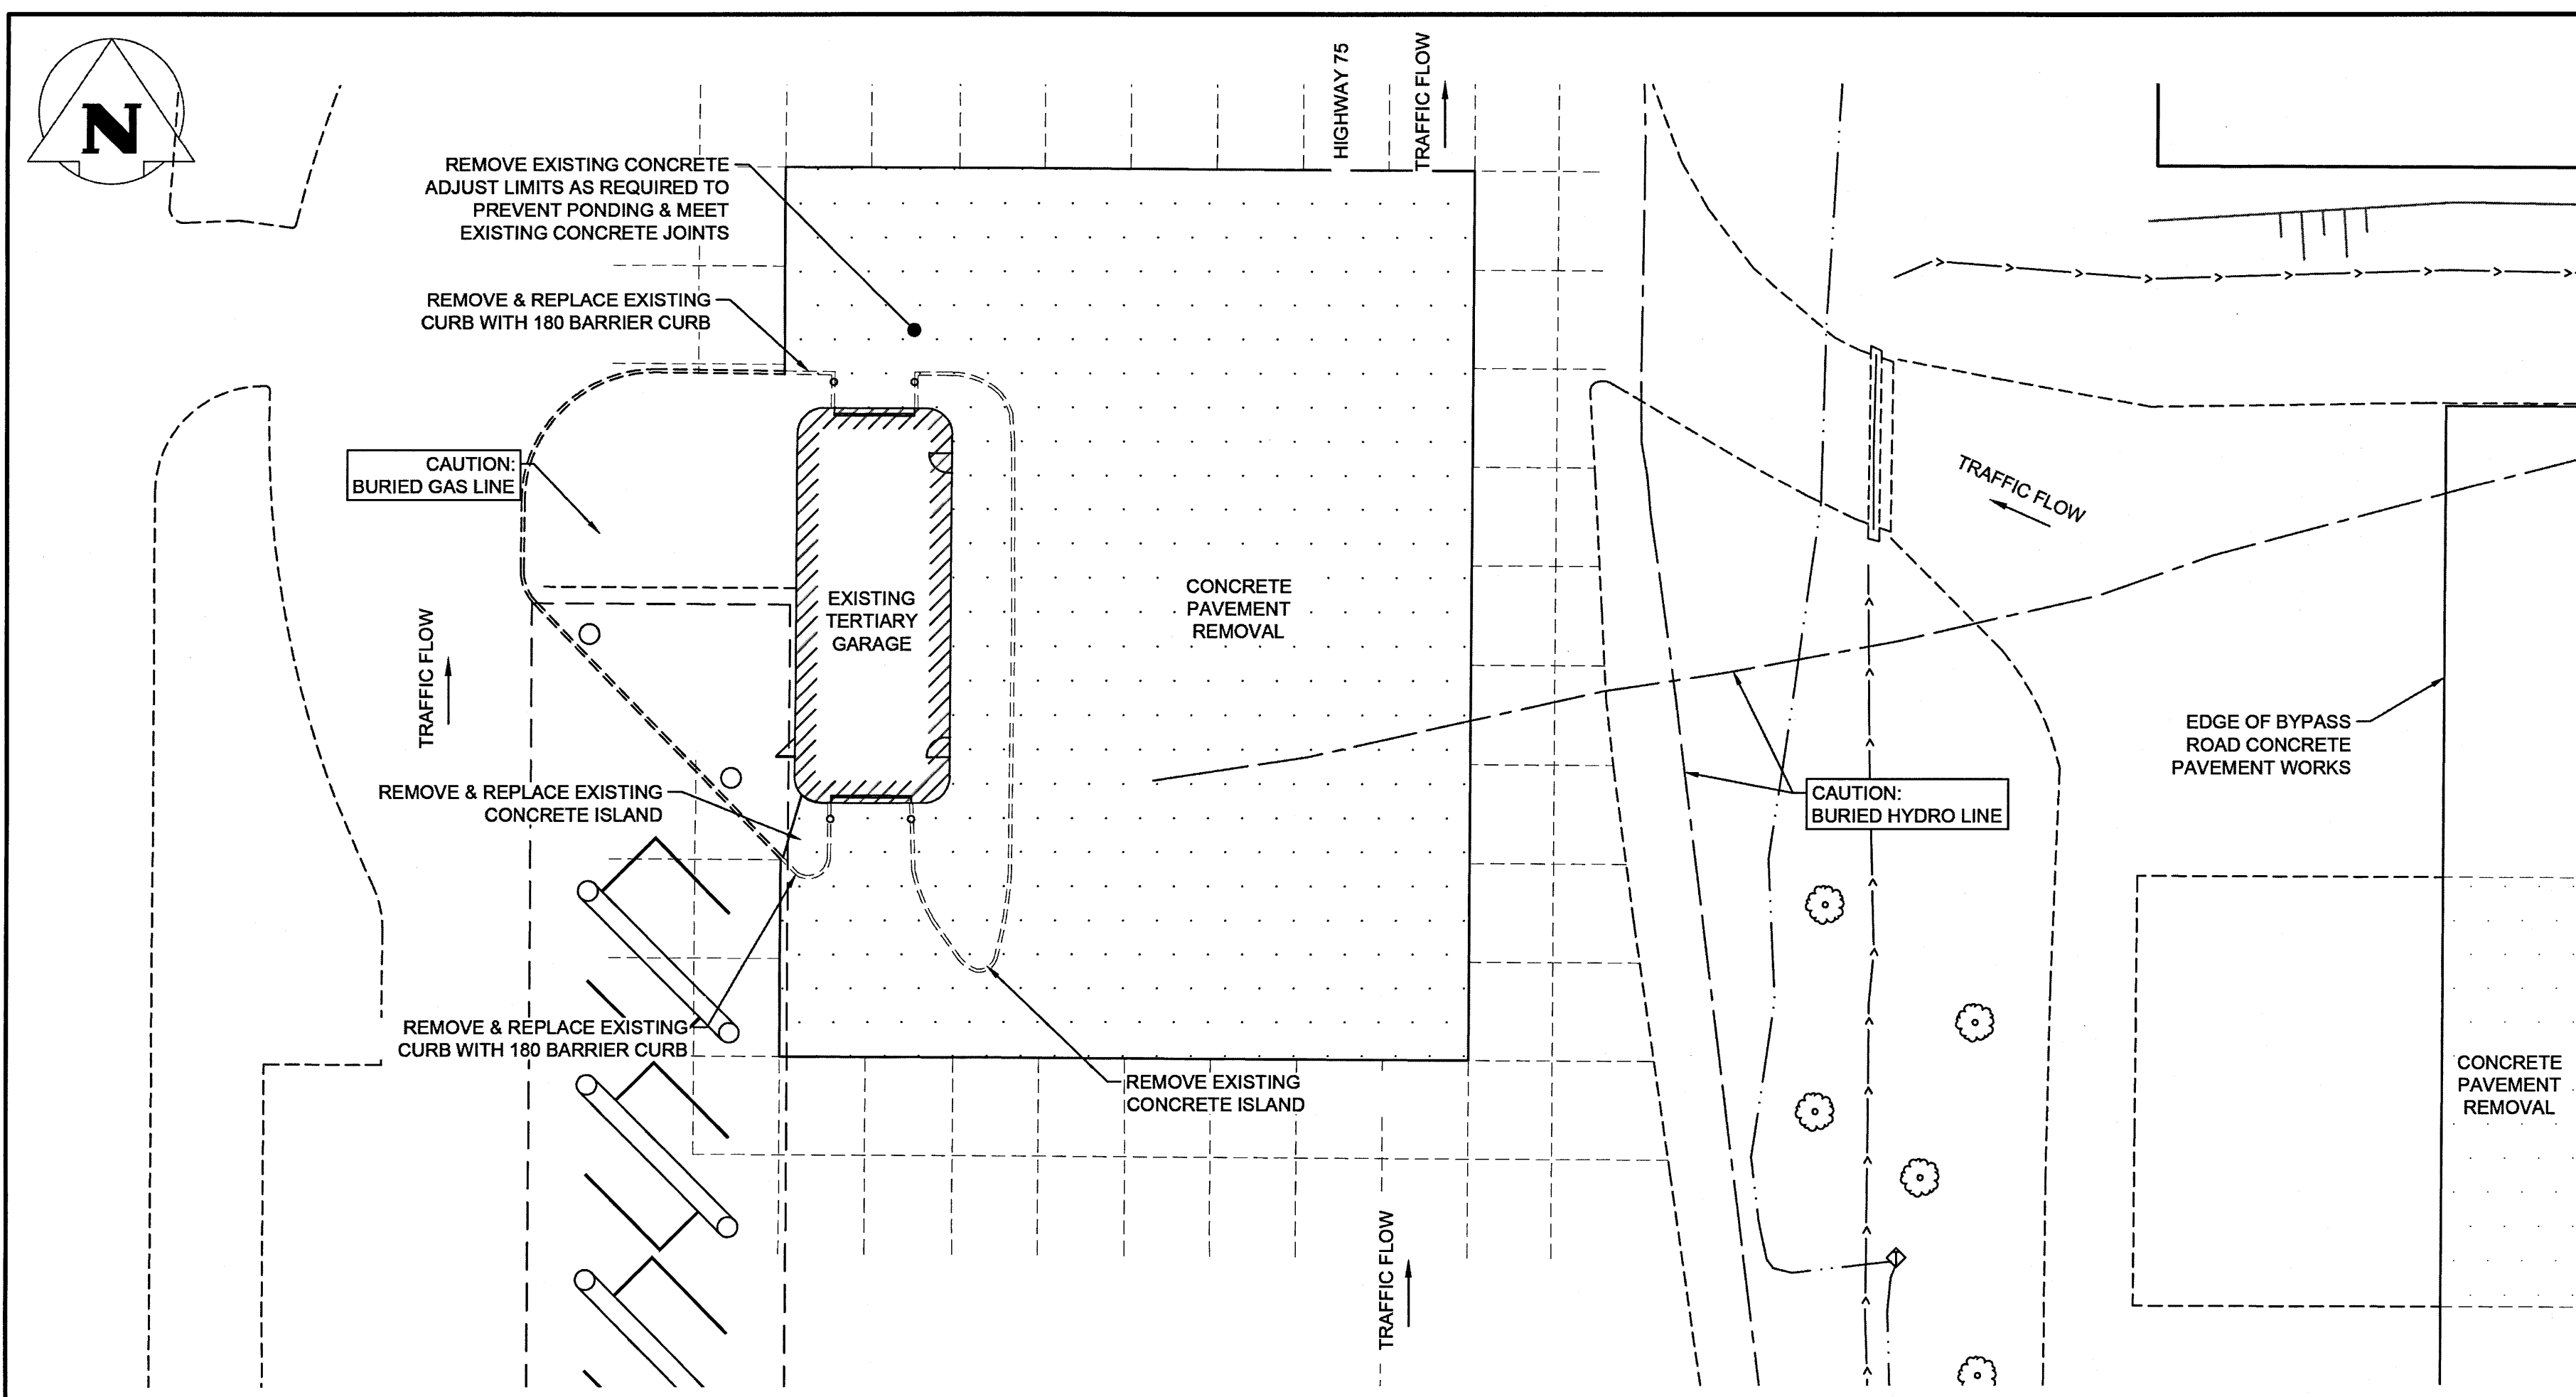 N
HIGHWAY 75
TRAFFIC FLOW
REMOVE EXISTING CONCRETE
ADJUST LIMITS AS REQUIRED TO
PREVENT PONDING & MEET
EXISTING CONCRETE JOINTS
REMOVE & REPLACE EXISTING
CURB WITH 180 BARRIER CURB
CAUTION:
BURIED GAS LINE
TRAFFIC FLOW
EXISTING
TERTIARY
GARAGE
CONCRETE
PAVEMENT
REMOVAL
TRAFFIC FLOW
EDGE OF BYPASS
ROAD CONCRETE
PAVEMENT WORKS
REMOVE & REPLACE EXISTING
CONCRETE ISLAND
CAUTION:
BURIED HYDRO LINE
REMOVE & REPLACE EXISTING
CURB WITH 180 BARRIER CURB
REMOVE EXISTING
CONCRETE ISLAND
CONCRETE
PAVEMENT
REMOVAL
TRAFFIC FLOW